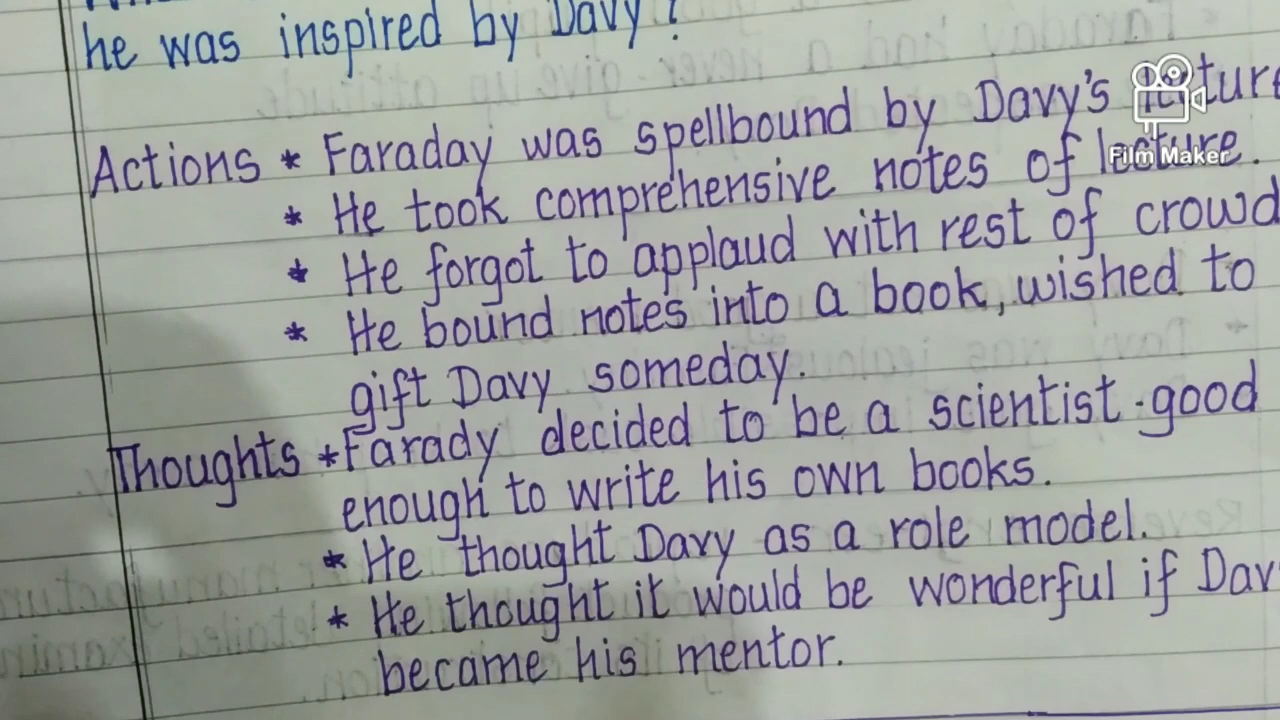 he was inspired by Davy?
Actions * Faraday was spellbound by Davy's lecture
* He took comprehensive notes of lecture.
* He forgot to applaud with rest of crowd
* He bound notes into a book, wished to
gift Davy someday.
Thoughts * Farady decided to be a scientist good
enough to write his own books.
* He thought Davy as a role model.
* He thought it would be wonderful if Dav
became his mentor.
Film Maker